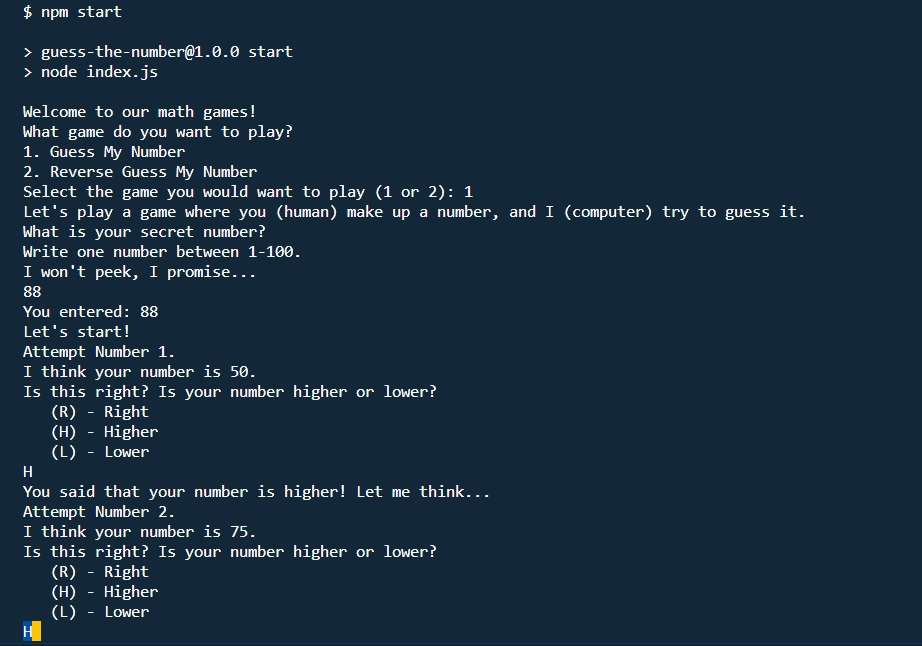 $ npm start
> guess-the-number@1.0.0 start
> node index.js
Welcome to our math games!
What game do you want to play?
1. Guess My Number
2. Reverse Guess My Number
Select the game you would want to play (1 or 2): 1
Let's play a game where you (human) make up a number, and I (computer) try to guess it.
What is your secret number?
Write one number between 1-100.
I won't peek, I promise...
88
You entered: 88
Let's start!
Attempt Number 1.
I think your number is 50.
Is this right? Is your number higher or lower?
(R) - Right
(H) - Higher
(L) - Lower
H
You said that your number is higher! Let me think...
Attempt Number 2.
I think your number is 75.
Is this right? Is your number higher or lower?
(R) - Right
(H) - Higher
(L) - Lower
H